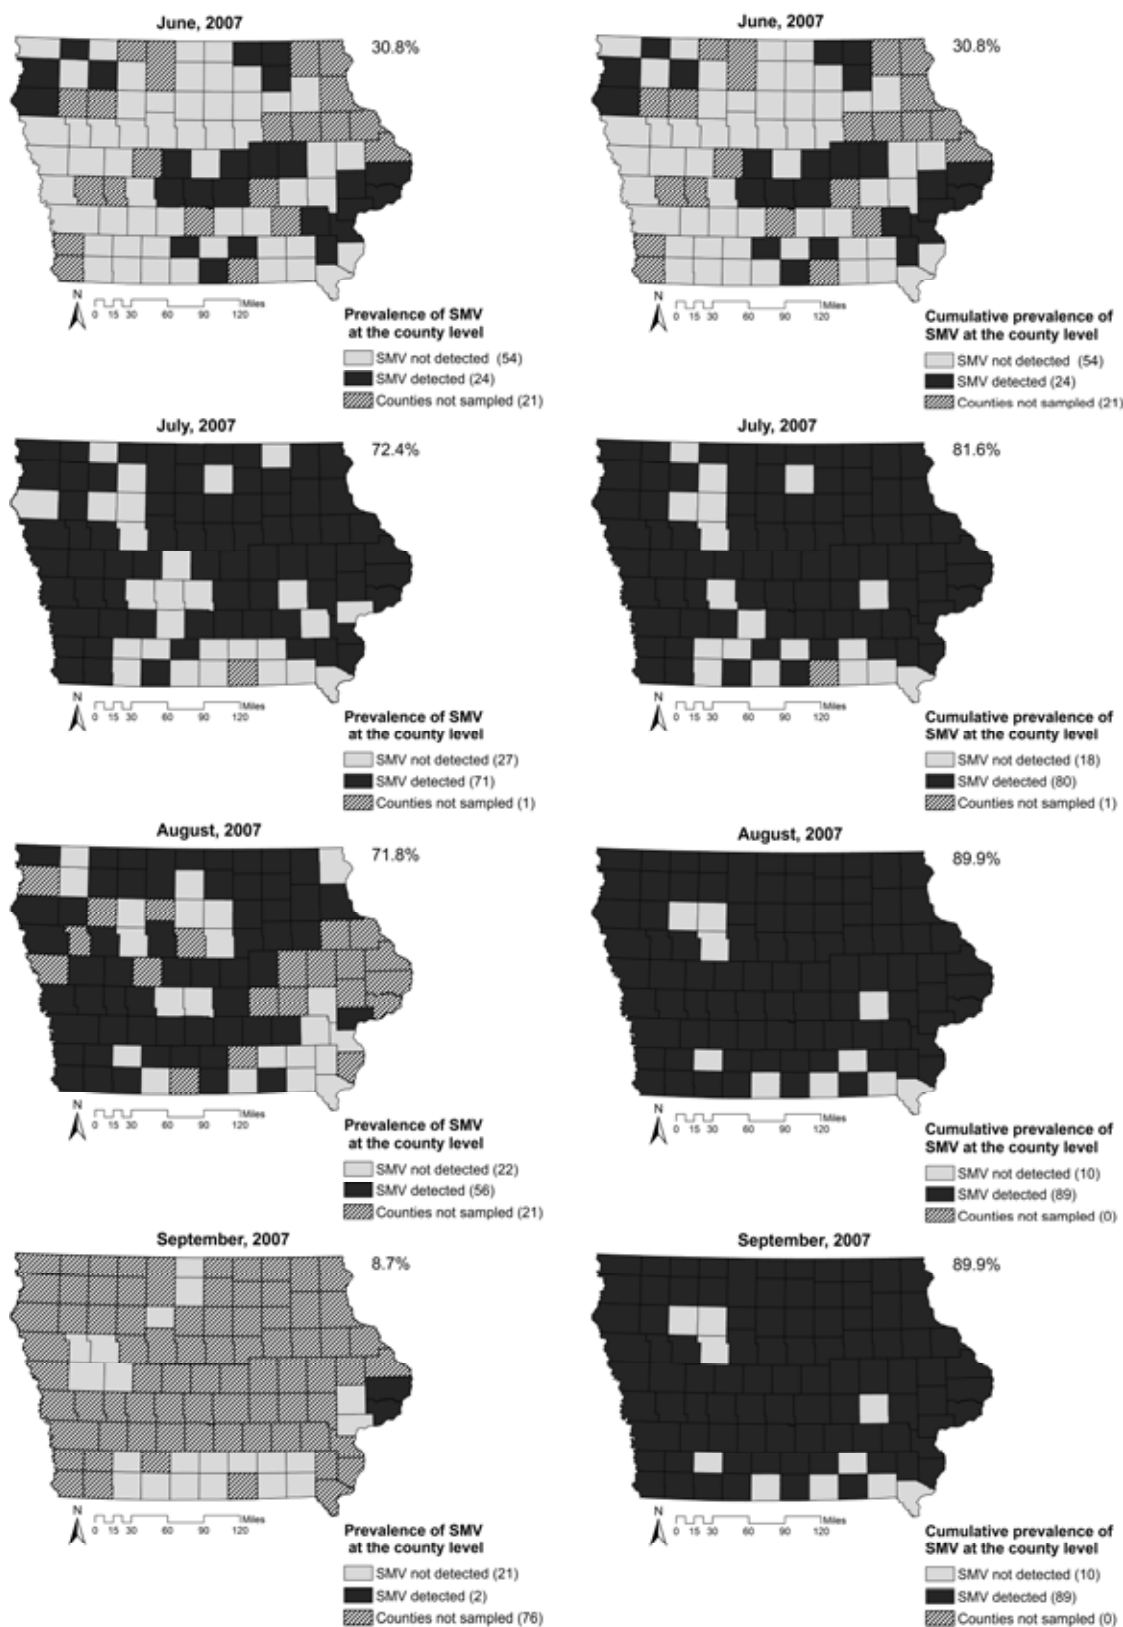 June, 2007
30.8%
N
0 15 30 60 90 120 Miles
Prevalence of SMV
at the county level
SMV not detected (54)
SMV detected (24)
Counties not sampled (21)
June, 2007
30.8%
N
0 15 30 60 90 120 Miles
Cumulative prevalence of
SMV at the county level
SMV not detected (54)
SMV detected (24)
Counties not sampled (21)
July, 2007
72.4%
N
0 15 30 60 90 120 Miles
Prevalence of SMV
at the county level
SMV not detected (27)
SMV detected (71)
Counties not sampled (1)
July, 2007
81.6%
N
0 15 30 60 90 120 Miles
Cumulative prevalence of
SMV at the county level
SMV not detected (18)
SMV detected (80)
Counties not sampled (1)
August, 2007
71.8%
N
0 15 30 60 90 120 Miles
Prevalence of SMV
at the county level
SMV not detected (22)
SMV detected (56)
Counties not sampled (21)
August, 2007
89.9%
N
0 15 30 60 90 120 Miles
Cumulative prevalence of
SMV at the county level
SMV not detected (10)
SMV detected (89)
Counties not sampled (0)
September, 2007
8.7%
N
0 15 30 60 90 120 Miles
Prevalence of SMV
at the county level
SMV not detected (21)
SMV detected (2)
Counties not sampled (76)
September, 2007
89.9%
N
0 15 30 60 90 120 Miles
Cumulative prevalence of
SMV at the county level
SMV not detected (10)
SMV detected (89)
Counties not sampled (0)